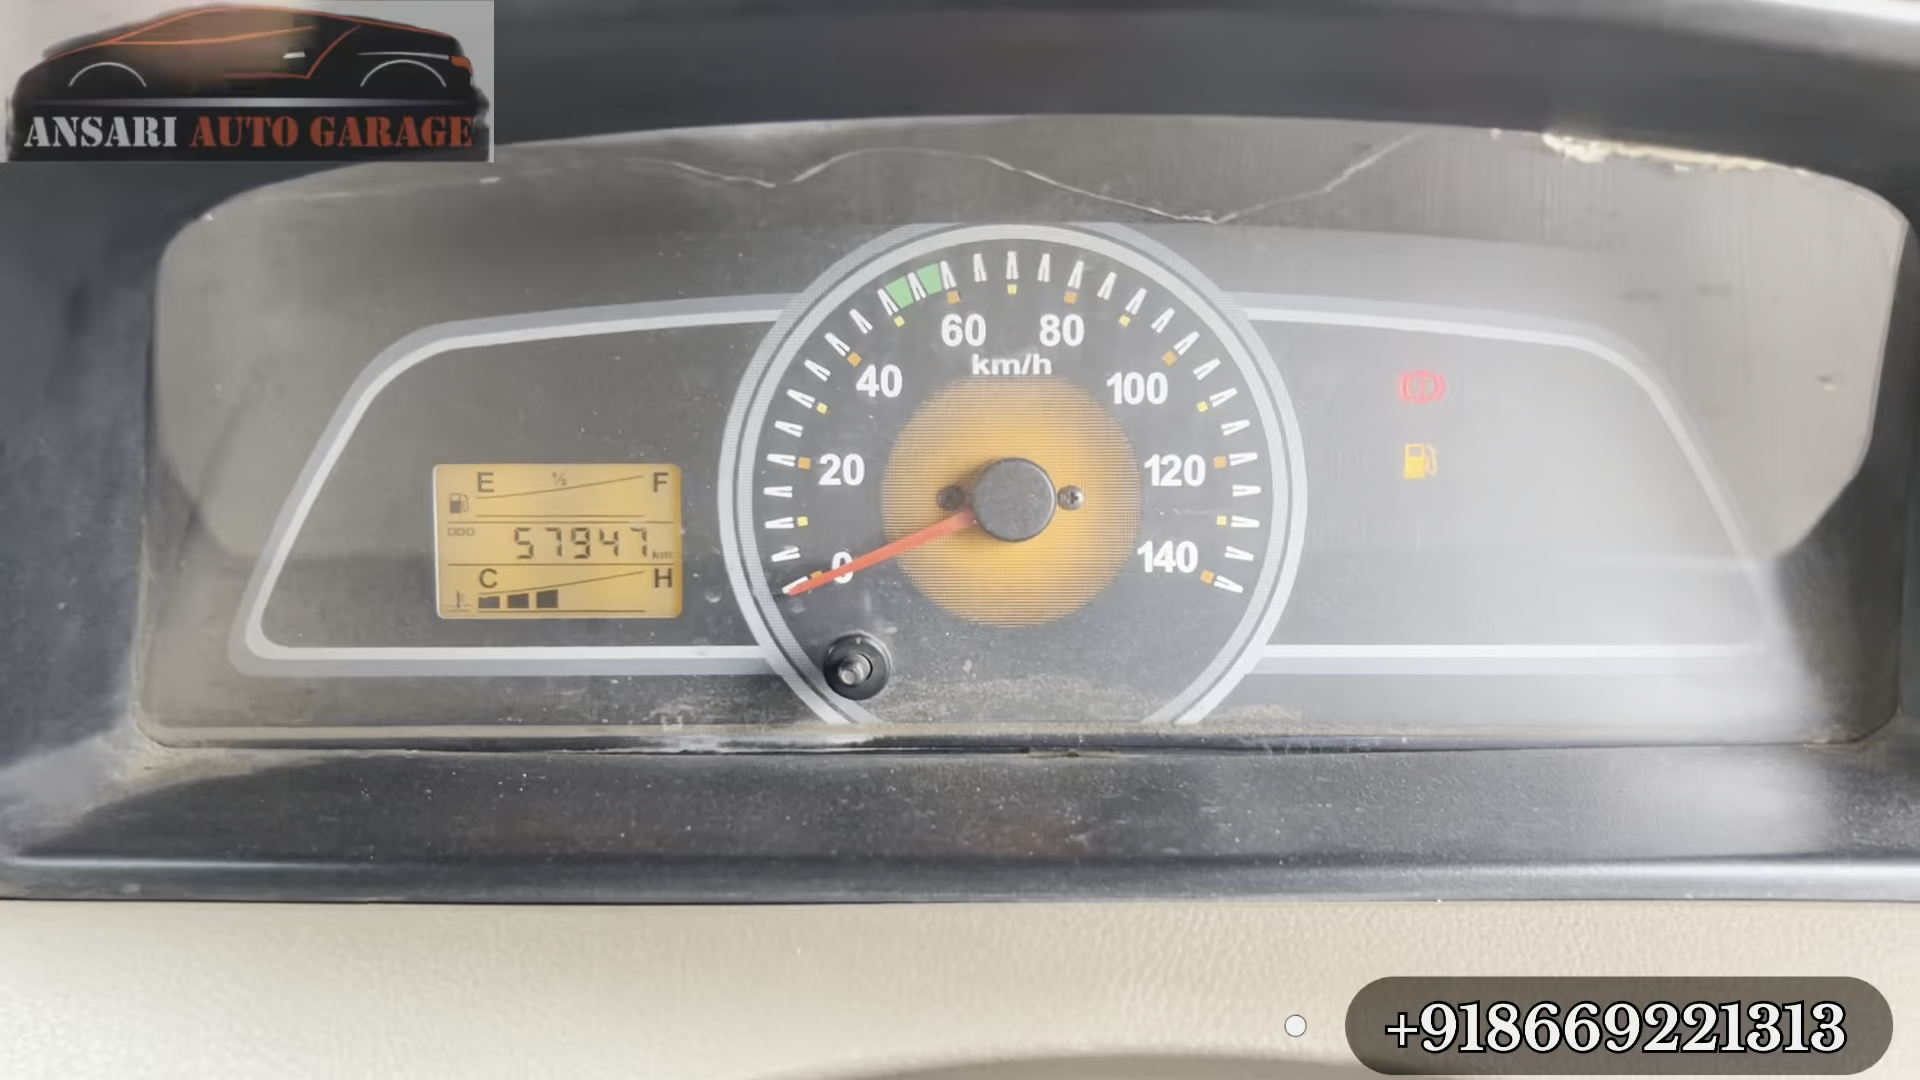 ANSARI AUTO GARAGE
60 80
km/h
40 100
20 120
0 140
E ½ F
ODO
57947 km
C H
+918669221313